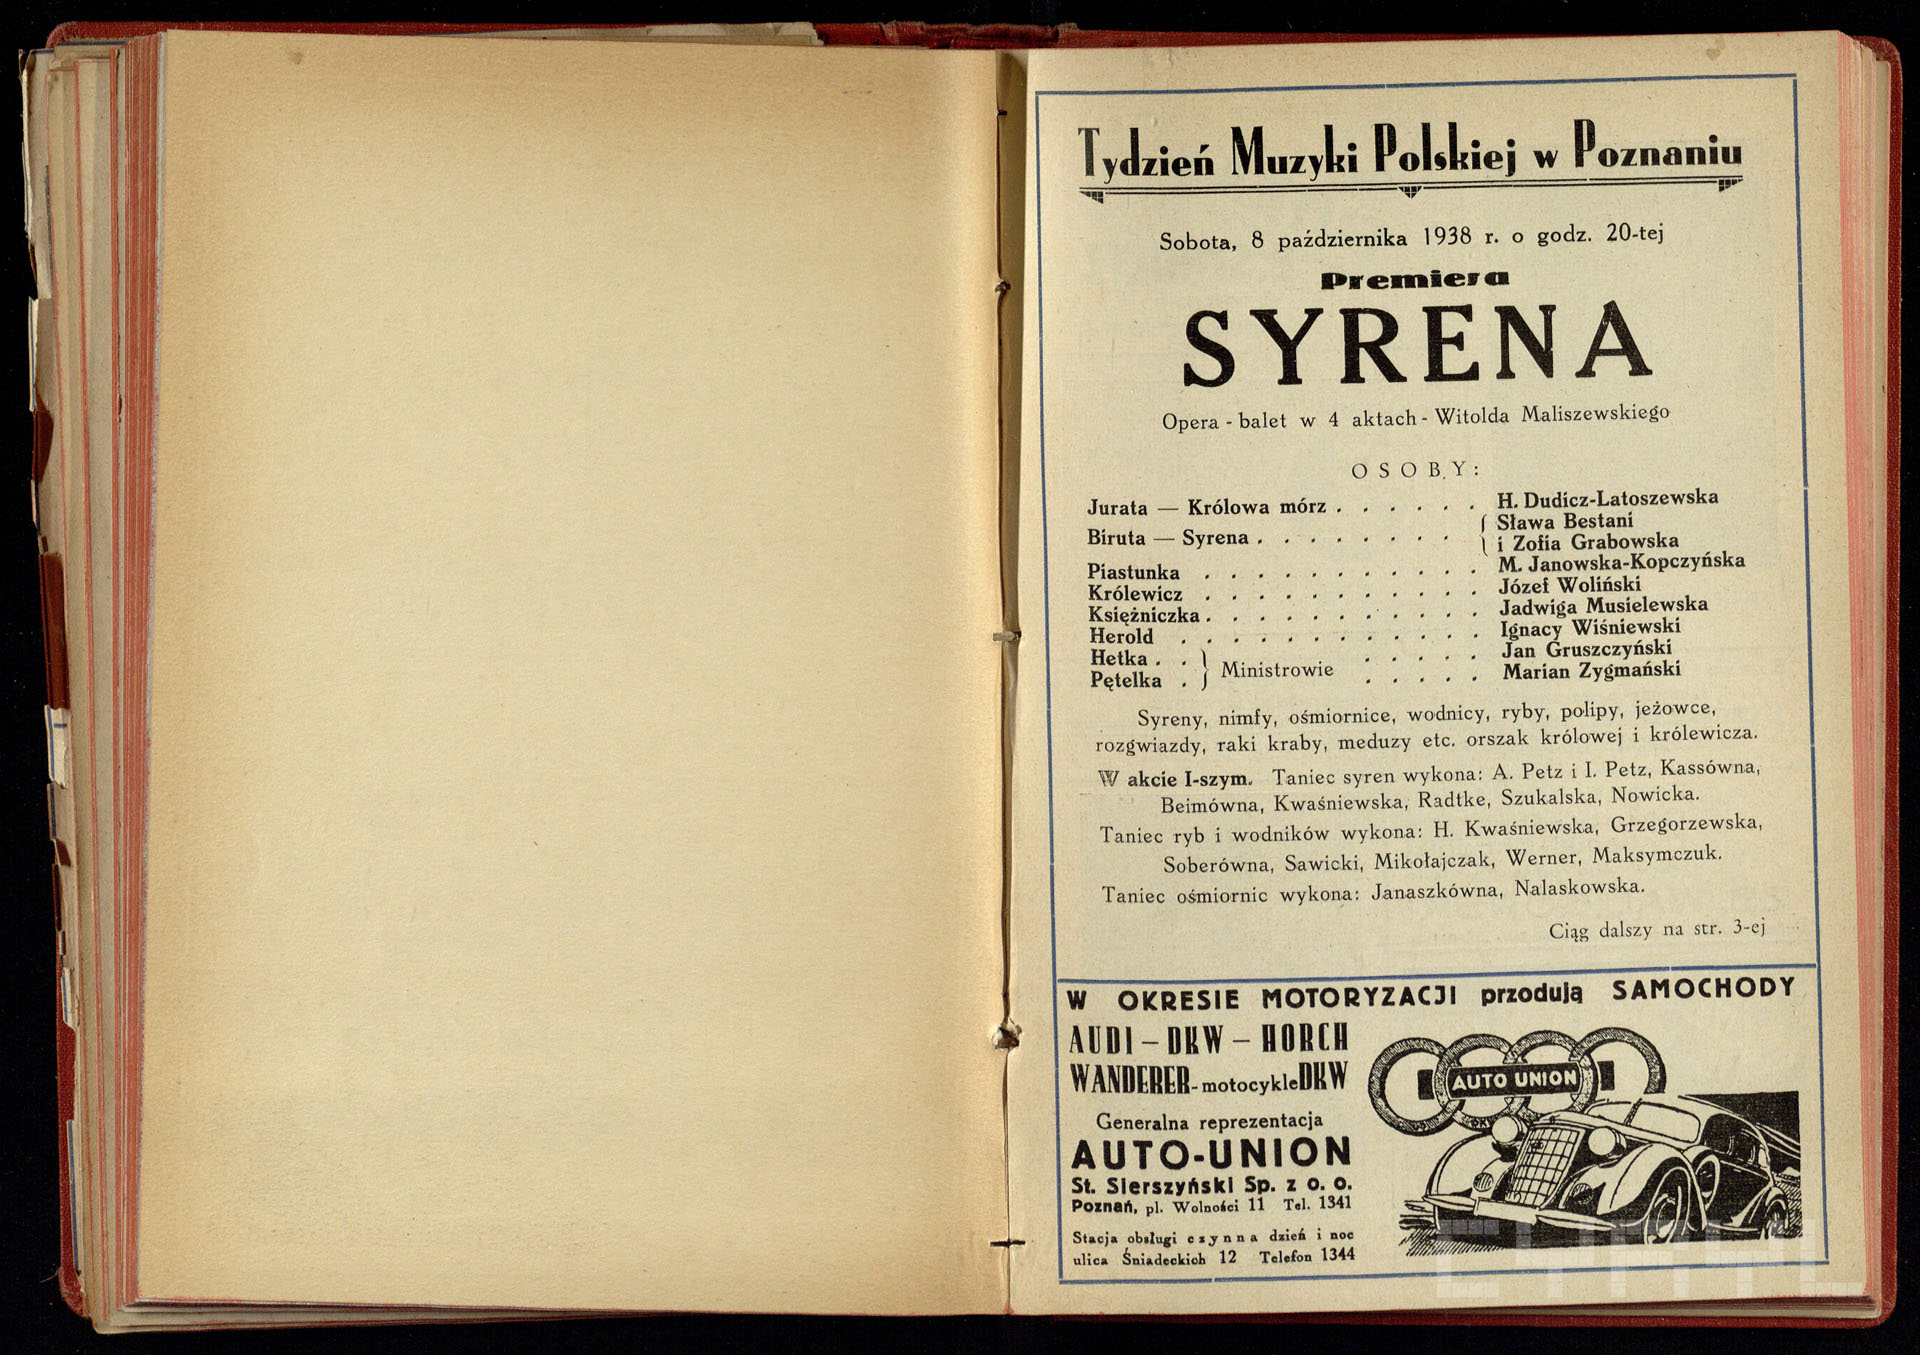 Tydzień Muzyki Polskiej w Poznaniu
Sobota, 8 października 1938 r. o godz. 20-tej
Premiera
SYRENA
Opera - balet w 4 aktach - Witolda Maliszewskiego
OSOBY:
Jurata — Królowa mórz . . . . . . H. Dudicz-Latoszewska
Biruta — Syrena . . . . . . . . { Sława Bestani
i Zofia Grabowska
Piastunka . . . . . . . . . . . M. Janowska-Kopczyńska
Królewicz . . . . . . . . . . . Józef Woliński
Księżniczka . . . . . . . . . . . Jadwiga Musielewska
Herold . . . . . . . . . . . . Ignacy Wiśniewski
Hetka . . } Ministrowie . . . . . Jan Gruszczyński
Pętelka . } . . . . . Marian Zygmański
Syreny, nimfy, ośmiornice, wodnicy, ryby, polipy, jeżowce,
rozgwiazdy, raki kraby, meduzy etc. orszak królowej i królewicza.
W akcie I-szym. Taniec syren wykona: A. Petz i I. Petz, Kassówna,
Beimówna, Kwaśniewska, Radtke, Szukalska, Nowicka.
Taniec ryb i wodników wykona: H. Kwaśniewska, Grzegorzewska,
Soberówna, Sawicki, Mikołajczak, Werner, Maksymczuk.
Taniec ośmiornic wykona: Janaszkówna, Nalaskowska.
Ciąg dalszy na str. 3-ej
W OKRESIE MOTORYZACJI przodują SAMOCHODY
AUDI – DKW – HORCH
WANDERER - motocykle DKW
AUTO UNION
Generalna reprezentacja
AUTO-UNION
St. Sierszyński Sp. z o. o.
Poznań, pl. Wolności 11 Tel. 1341
Stacja obsługi czynna dzień i noc
ulica Śniadeckich 12 Telefon 1344